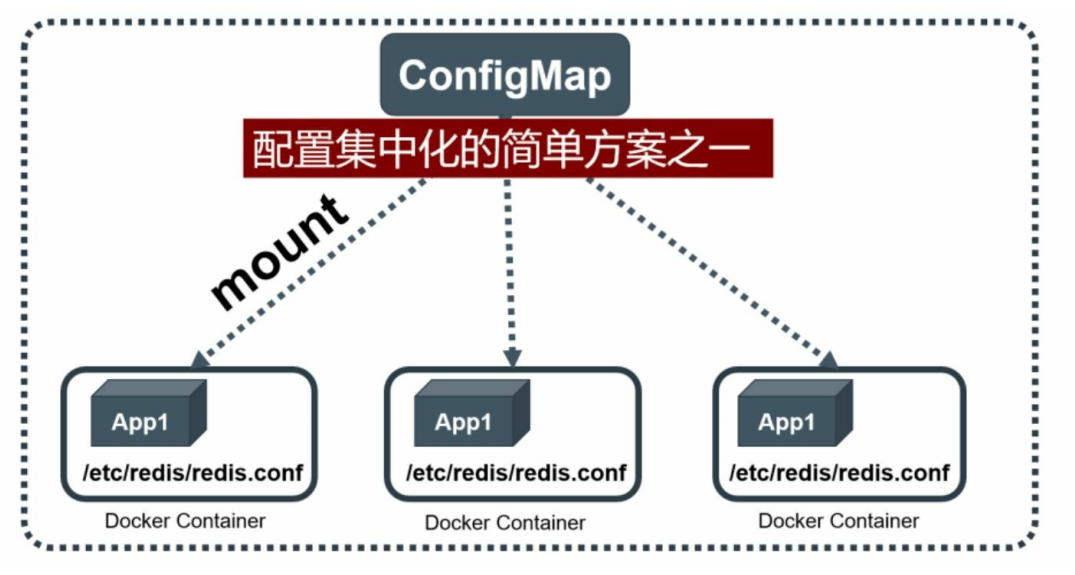 ConfigMap
配置集中化的简单方案之一
mount
App1
/etc/redis/redis.conf
Docker Container
App1
/etc/redis/redis.conf
Docker Container
App1
/etc/redis/redis.conf
Docker Container